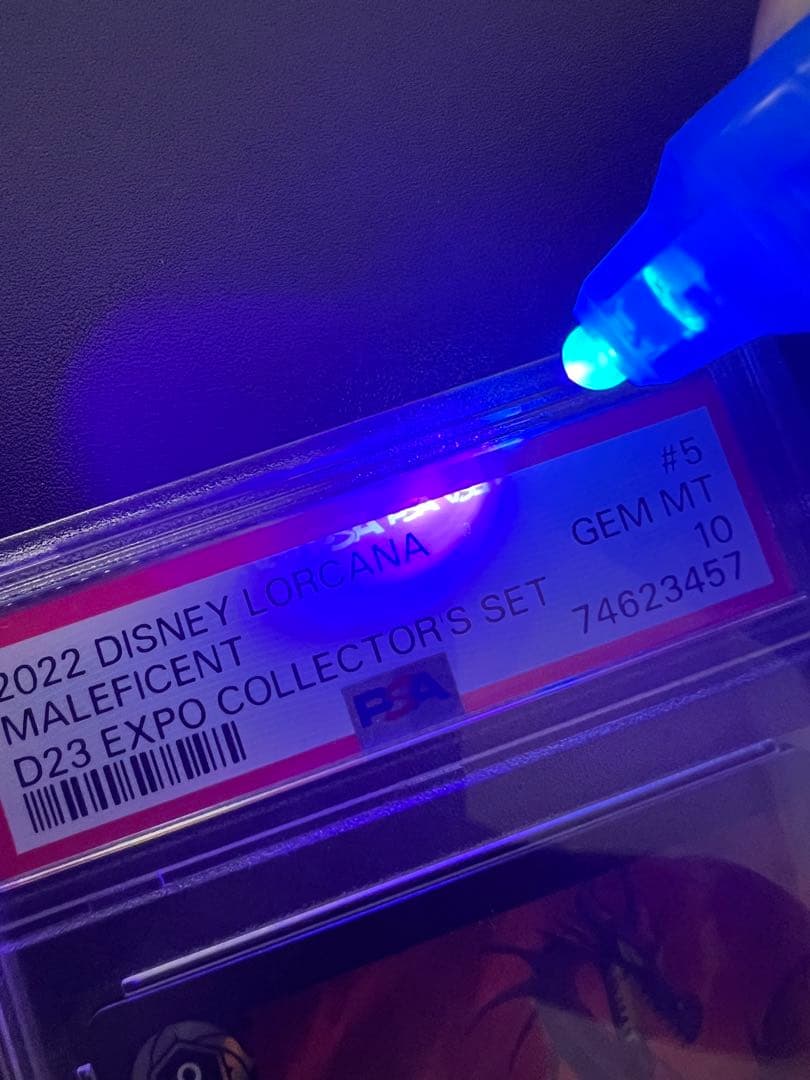 2022 DISNEY LORCANA #5
MALEFICENT GEM MT
D23 EXPO COLLECTOR'S SET 10
74623457
PSA